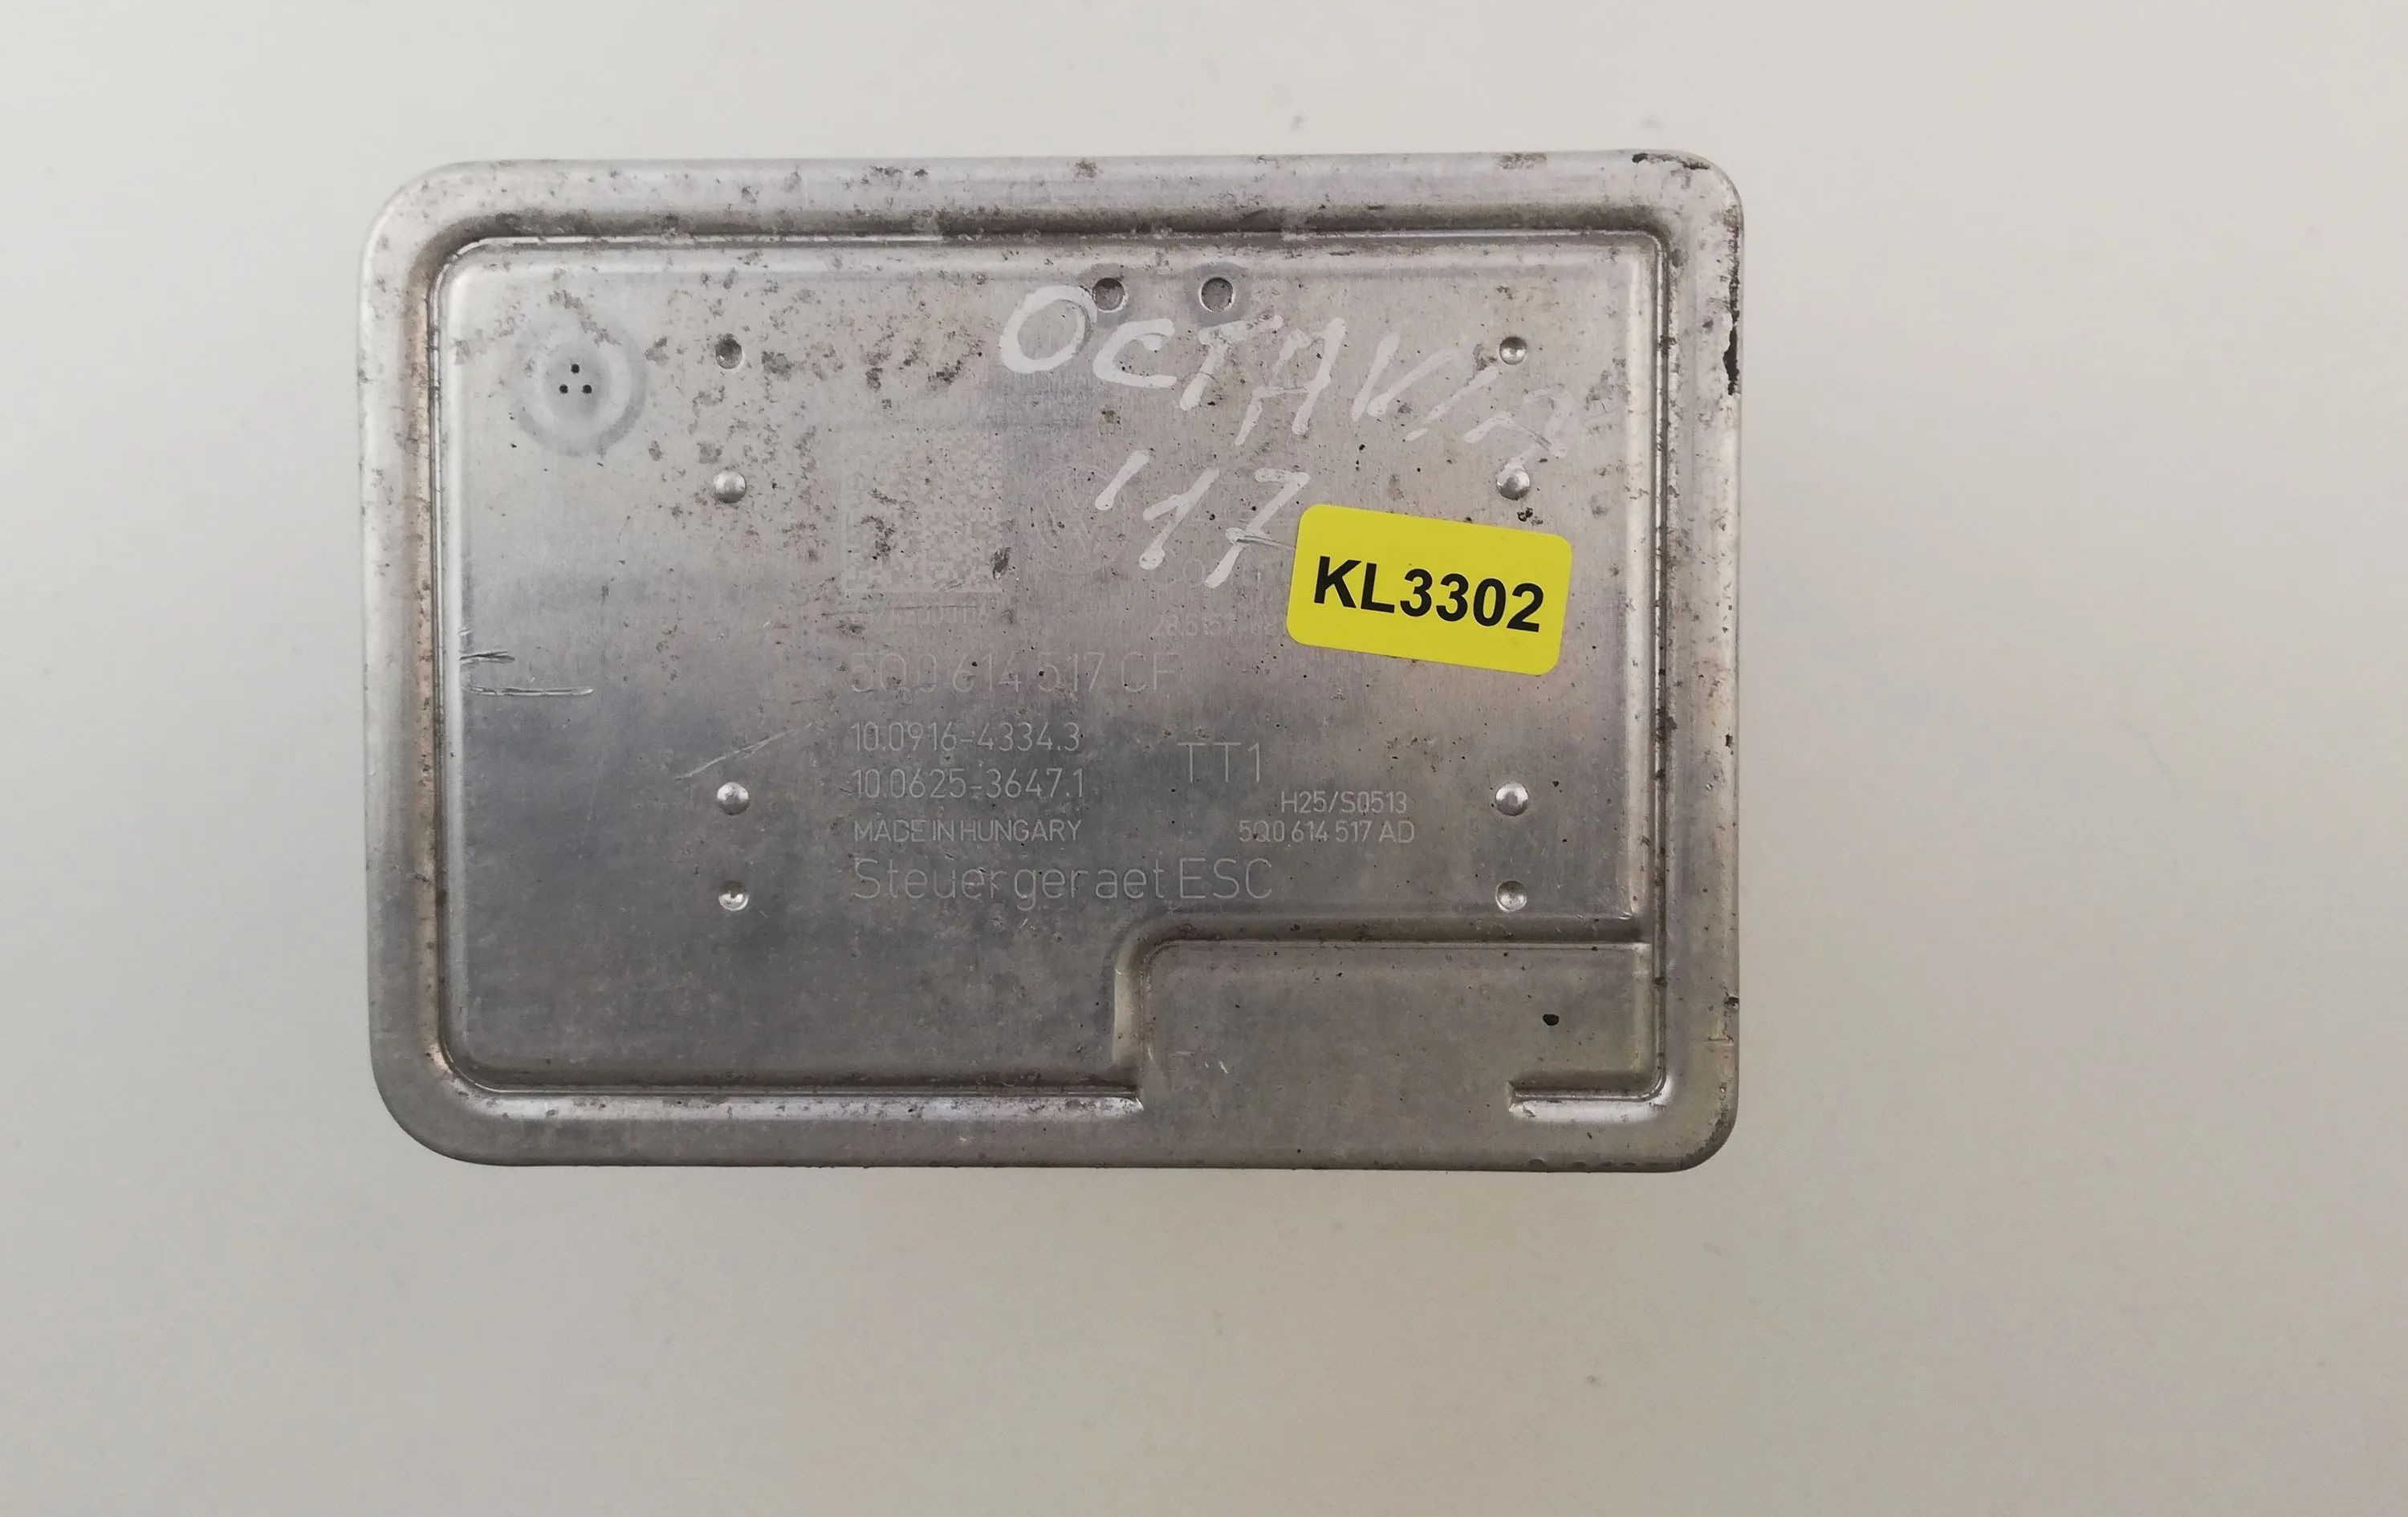 OCTAVIA
'17
KL3302
5Q0 614 517 CF
10.0916-4334.3
10.0625-3647.1
TT1
H25/S0513
MADE IN HUNGARY
5Q0 614 517 AD
Steuergeraet ESC